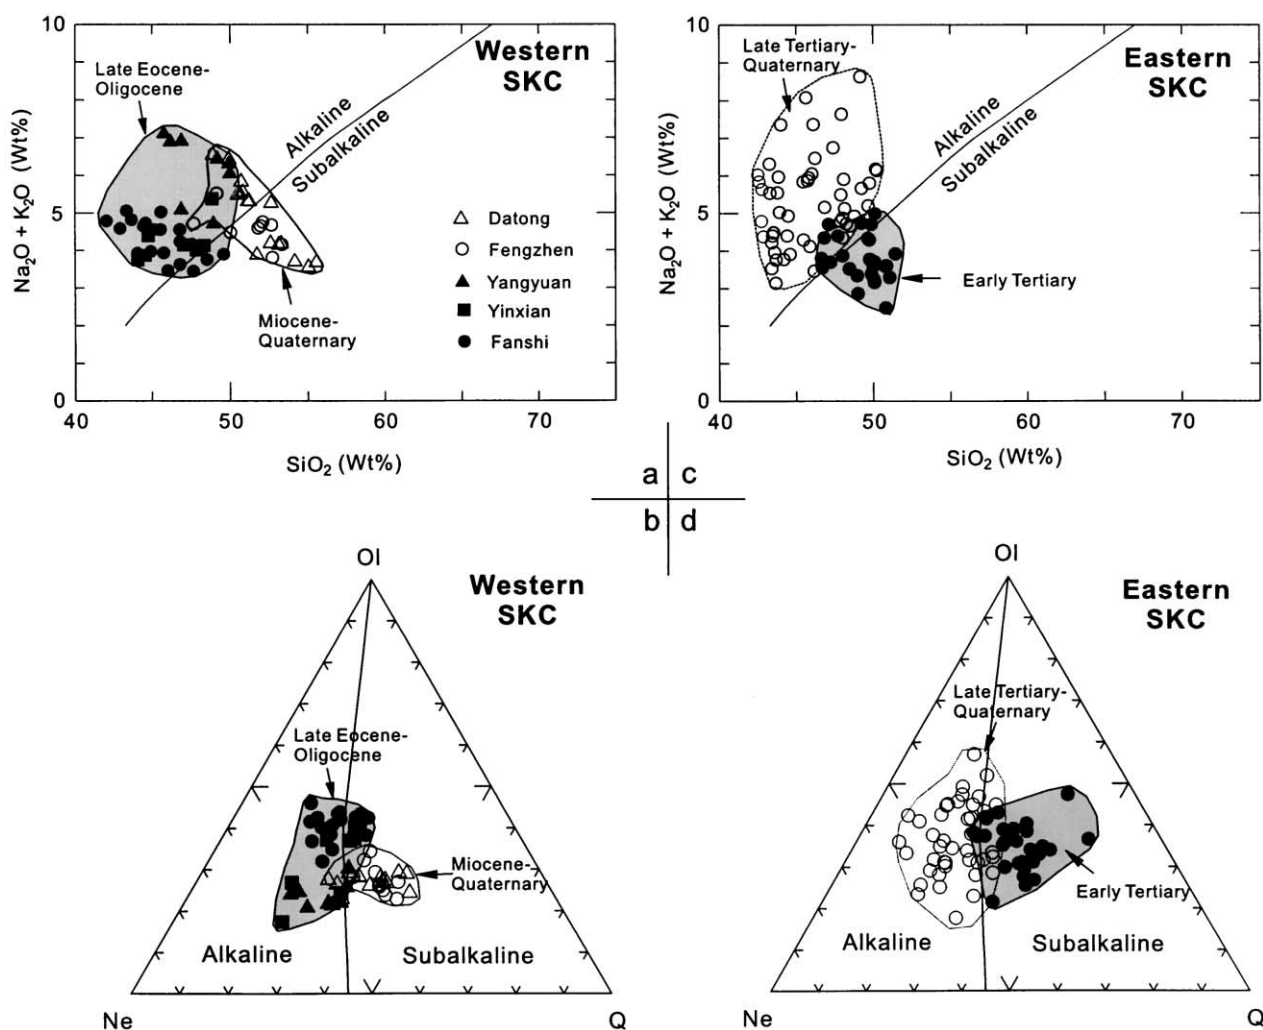 10
Western
SKC
Late Eocene-
Oligocene
Alkaline
Subalkaline
Na2O + K2O (Wt%)
5
Datong
Fengzhen
Yangyuan
Yinxian
Fanshi
Miocene-
Quaternary
0
40
50
60
70
SiO2 (Wt%)
10
Late Tertiary-
Quaternary
Eastern
SKC
Alkaline
Subalkaline
Na2O + K2O (Wt%)
5
Early Tertiary
0
40
50
60
70
SiO2 (Wt%)
a c
b d
Ol
Western
SKC
Late Eocene-
Oligocene
Miocene-
Quaternary
Alkaline
Subalkaline
Ne
Q
Ol
Eastern
SKC
Late Tertiary-
Quaternary
Early Tertiary
Alkaline
Subalkaline
Ne
Q